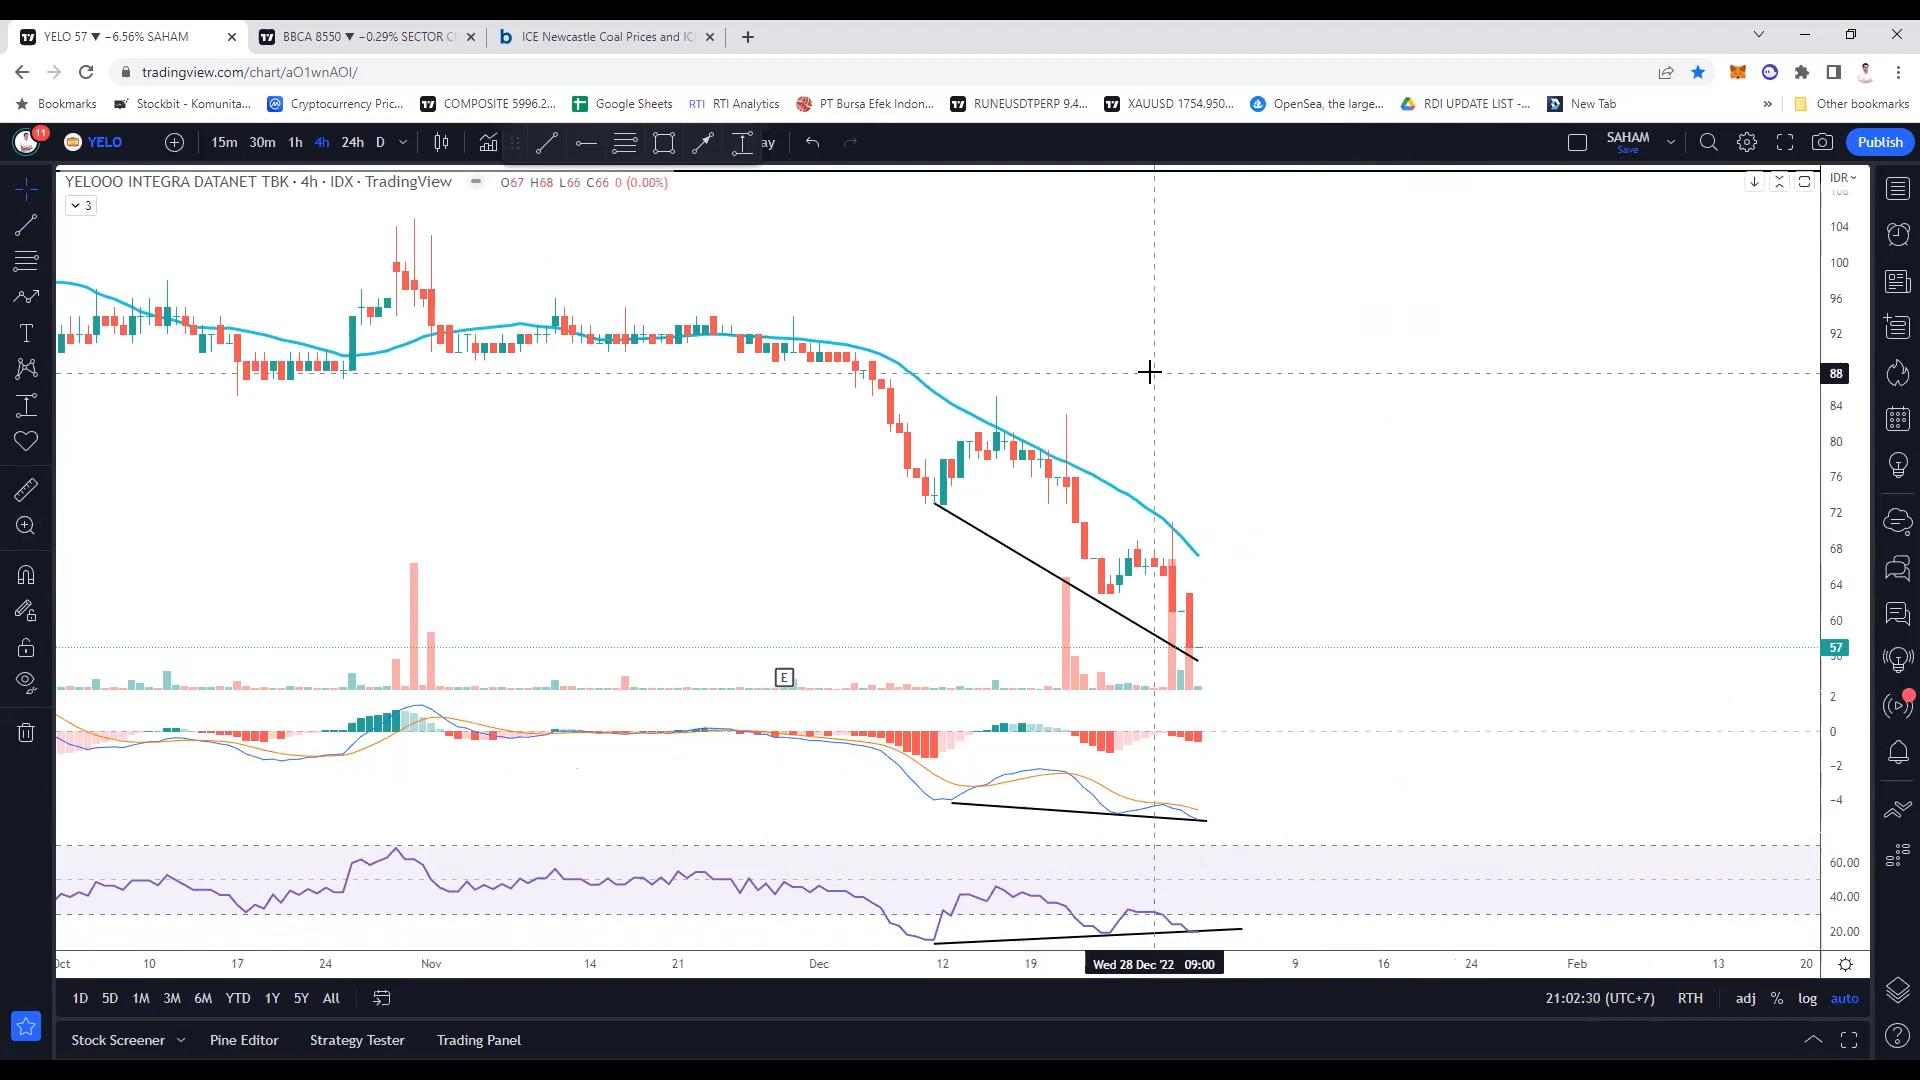 YELO 57 ▼ −6.56% SAHAM
BBCA 8550 ▼ −0.29% SECTOR C
ICE Newcastle Coal Prices and IC
tradingview.com/chart/aO1wnAOI/
Bookmarks
Stockbit - Komunita...
Cryptocurrency Pric...
COMPOSITE 5996.2...
Google Sheets
RTI RTI Analytics
PT Bursa Efek Indon...
RUNEUSDTPERP 9.4...
XAUUSD 1754.950...
OpenSea, the large...
RDI UPDATE LIST -...
New Tab
Other bookmarks
11
YELO
15m 30m 1h 4h 24h D
ay
SAHAM
Save
Publish
YELOOO INTEGRA DATANET TBK · 4h · IDX · TradingView
O67 H68 L66 C66 0 (0.00%)
3
IDR
108
104
100
96
92
88
84
80
76
72
68
64
60
57
E
2
0
−2
−4
60.00
40.00
20.00
Oct 10 17 24 Nov 14 21 Dec 12 19 Wed 28 Dec '22 09:00 9 16 24 Feb 13 20
1D 5D 1M 3M 6M YTD 1Y 5Y All
21:02:30 (UTC+7) RTH adj % log auto
Stock Screener Pine Editor Strategy Tester Trading Panel